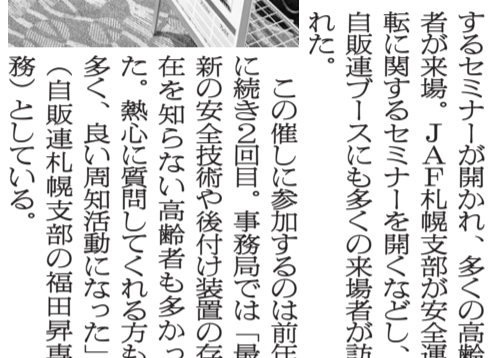 するセミナーが開かれ、多くの高齢
者が来場。JAF札幌支部が安全運
転に関するセミナーを開くなどし、
自販連ブースにも多くの来場者が訪
れた。
この催しに参加するのは前年
に続き2回目。事務局では「最
新の安全技術や後付け装置の存
在を知らない高齢者も多かっ
た。熱心に質問してくれる方も
多く、良い周知活動になった」
（自販連札幌支部の福田昇専
務）としている。